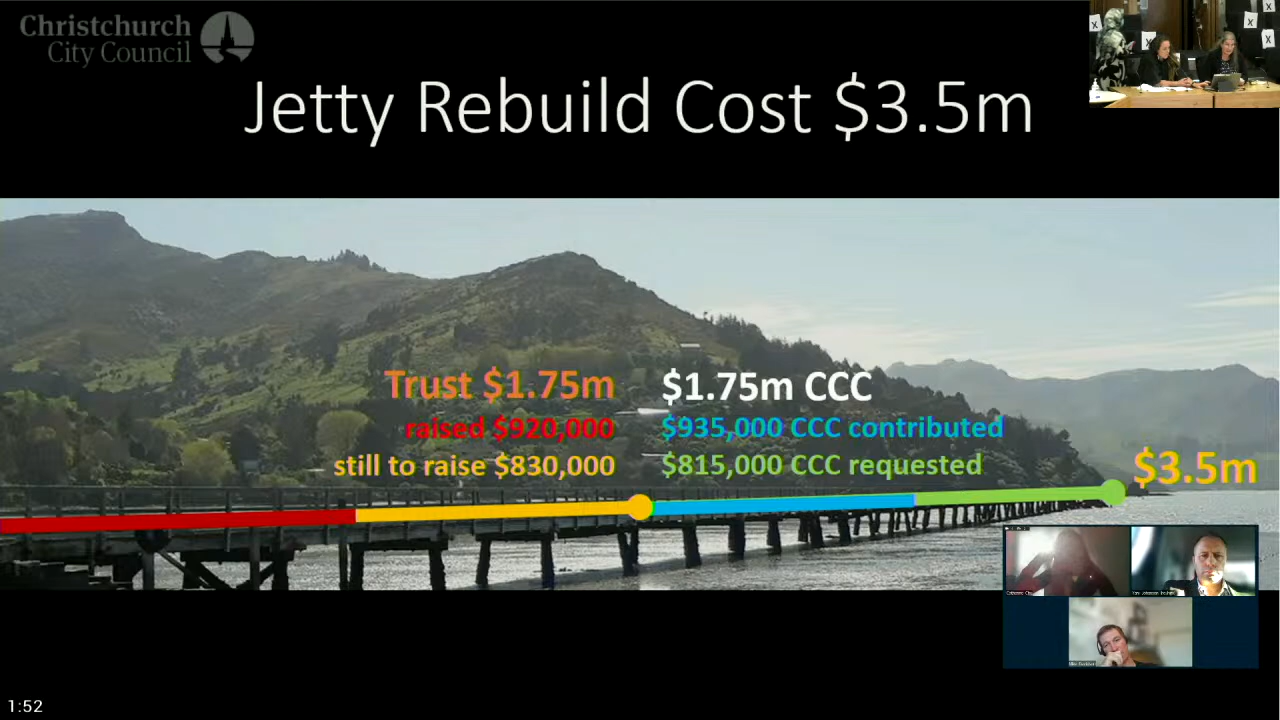 Christchurch
City Council
Jetty Rebuild Cost $3.5m
X
X
X
X
X
Trust $1.75m
raised $920,000
still to raise $830,000
$1.75m CCC
$935,000 CCC contributed
$815,000 CCC requested
$3.5m
1:52